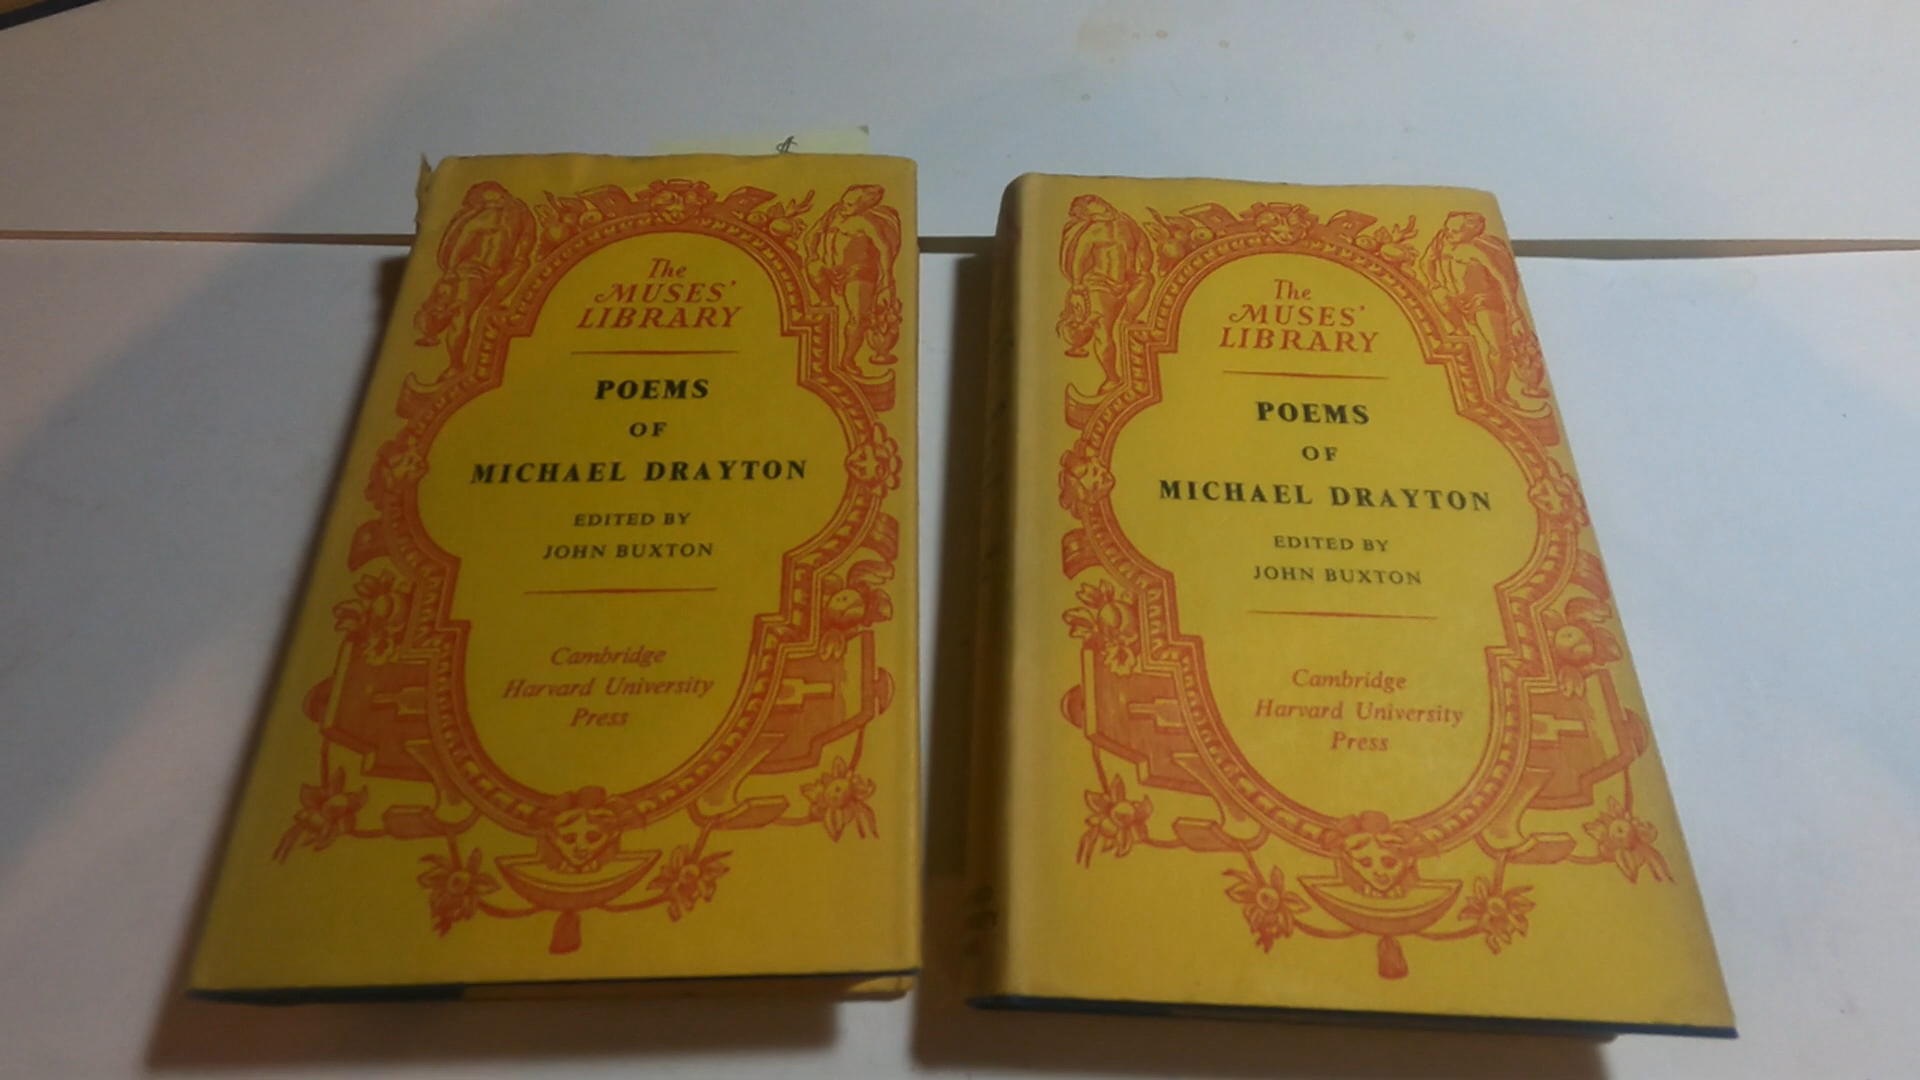 The
MUSES'
LIBRARY
POEMS
OF
MICHAEL DRAYTON
EDITED BY
JOHN BUXTON
Cambridge
Harvard University
Press
The
MUSES'
LIBRARY
POEMS
OF
MICHAEL DRAYTON
EDITED BY
JOHN BUXTON
Cambridge
Harvard University
Press